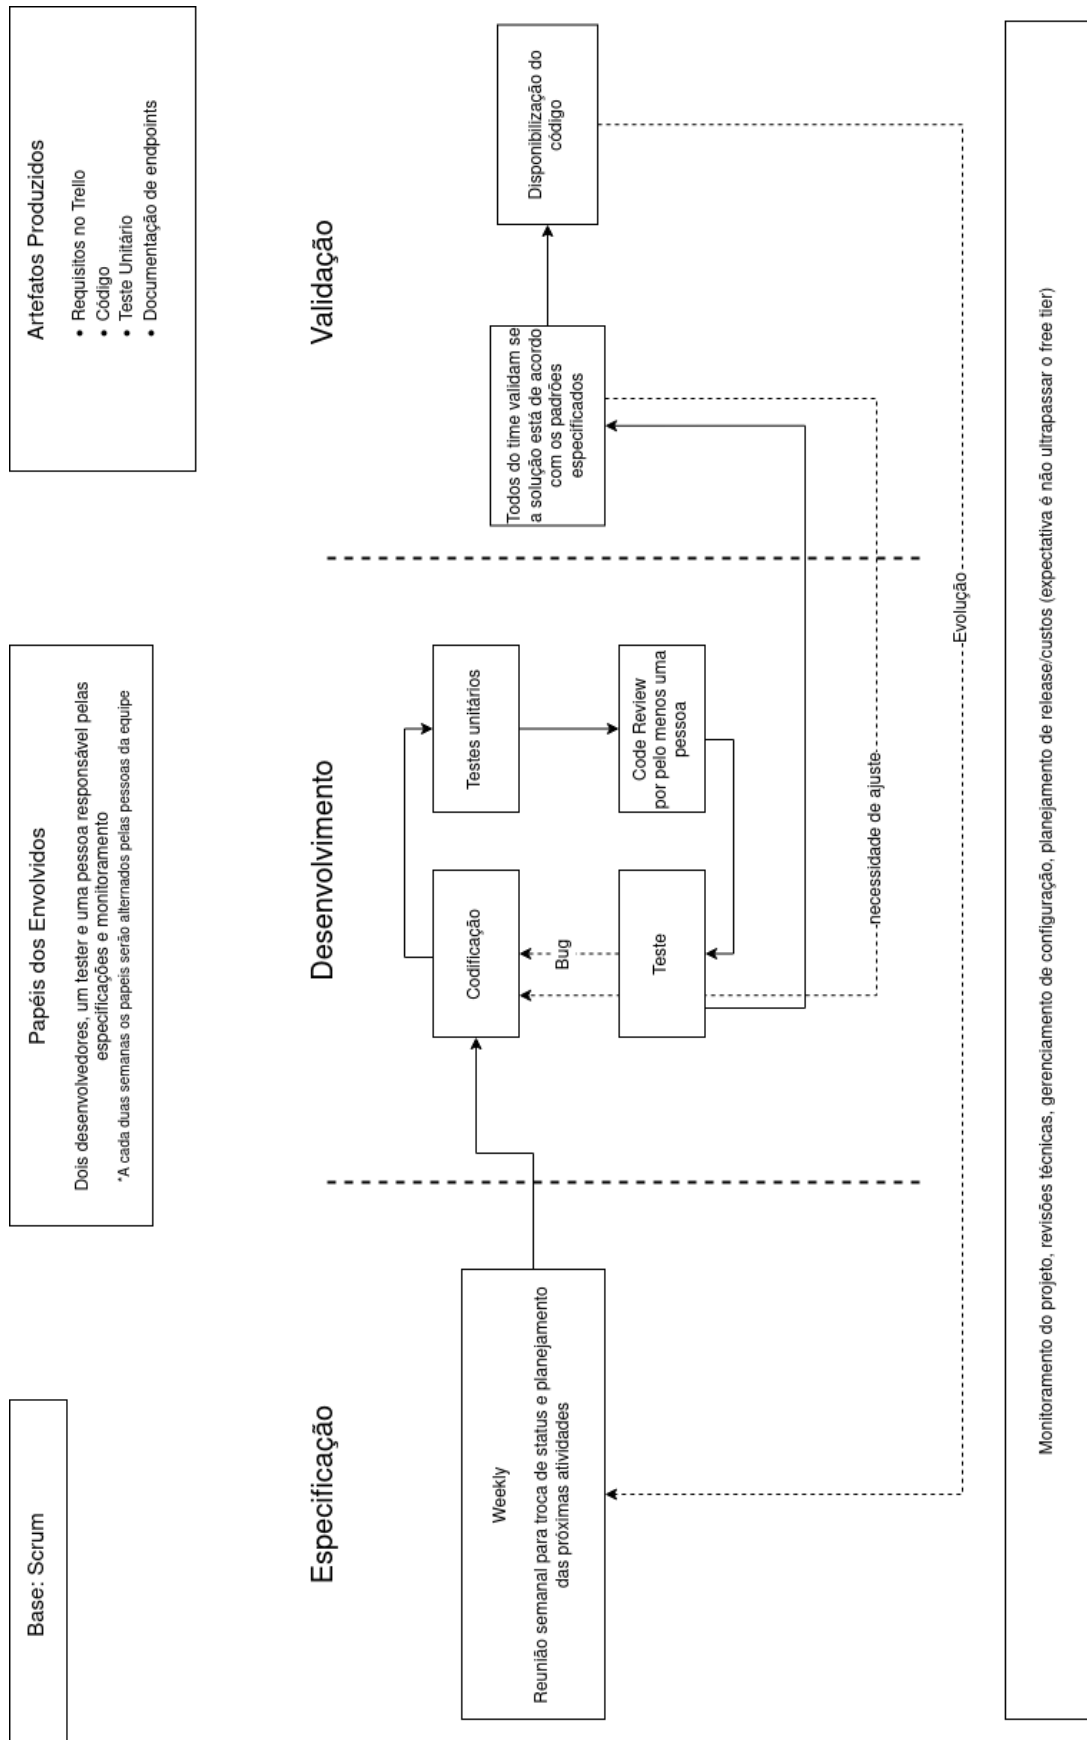 Base: Scrum
Papéis dos Envolvidos
Dois desenvolvedores, um tester e uma pessoa responsável pelas
especificações e monitoramento
*A cada duas semanas os papeis serão alternados pelas pessoas da equipe
Artefatos Produzidos
• Requisitos no Trello
• Código
• Teste Unitário
• Documentação de endpoints
Especificação
Desenvolvimento
Validação
Weekly
Reunião semanal para troca de status e planejamento
das próximas atividades
Codificação
Testes unitários
Bug
Teste
Code Review
por pelo menos uma
pessoa
Todos do time validam se
a solução está de acordo
com os padrões
especificados
Disponibilização do
código
necessidade de ajuste
Evolução
Monitoramento do projeto, revisões técnicas, gerenciamento de configuração, planejamento de release/custos (expectativa é não ultrapassar o free tier)